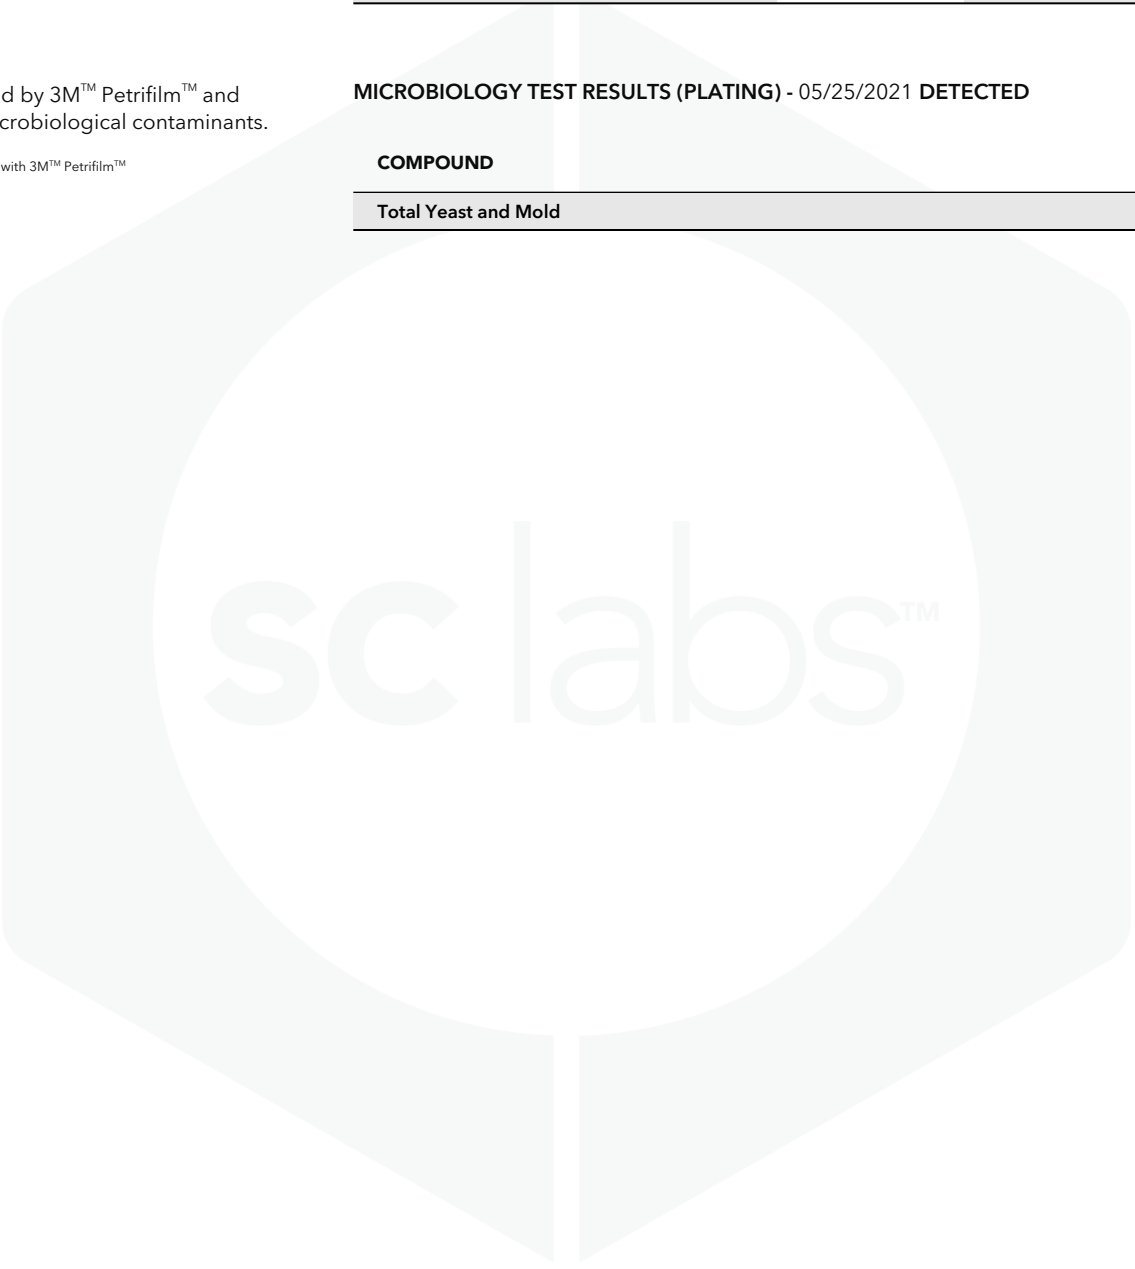 d by 3M™ Petrifilm™ and
crobiological contaminants.
with 3M™ Petrifilm™
MICROBIOLOGY TEST RESULTS (PLATING) - 05/25/2021 DETECTED
COMPOUND
Total Yeast and Mold
sc labs™